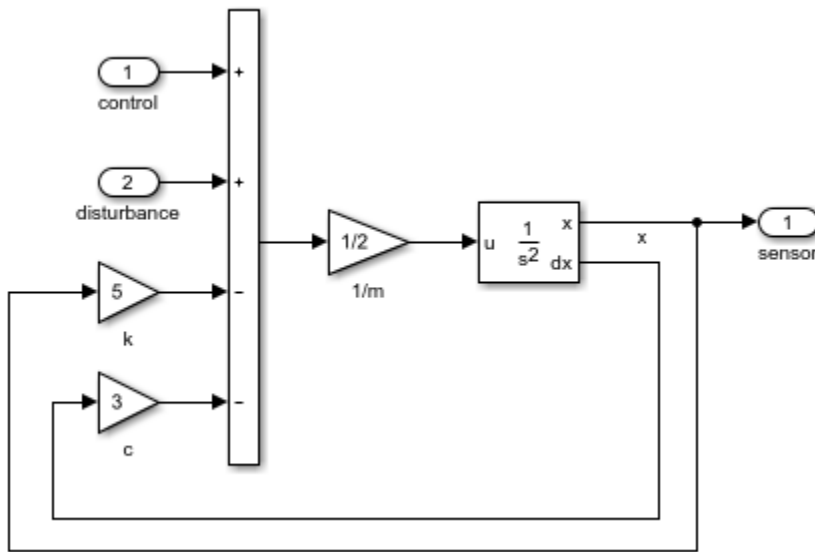 1
control
+
2
disturbance
+
5
k
−
3
c
−
1/2
1/m
u
1
s2
x
dx
x
1
sensor